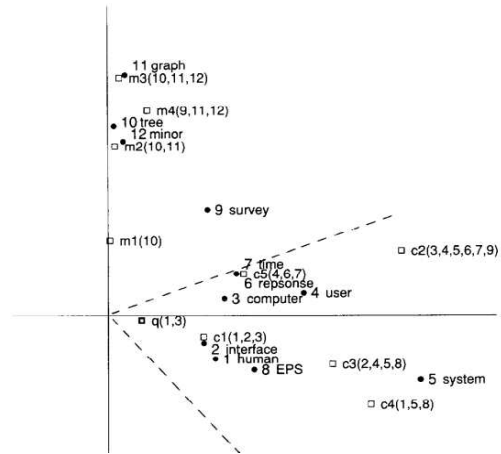 11 graph
m3(10,11,12)
m4(9,11,12)
10 tree
12 minor
m2(10,11)
9 survey
m1(10)
c2(3,4,5,6,7,9)
7 time
c5(4,6,7)
6 repsonse
4 user
3 computer
q(1,3)
c1(1,2,3)
2 interface
1 human
c3(2,4,5,8)
8 EPS
5 system
c4(1,5,8)